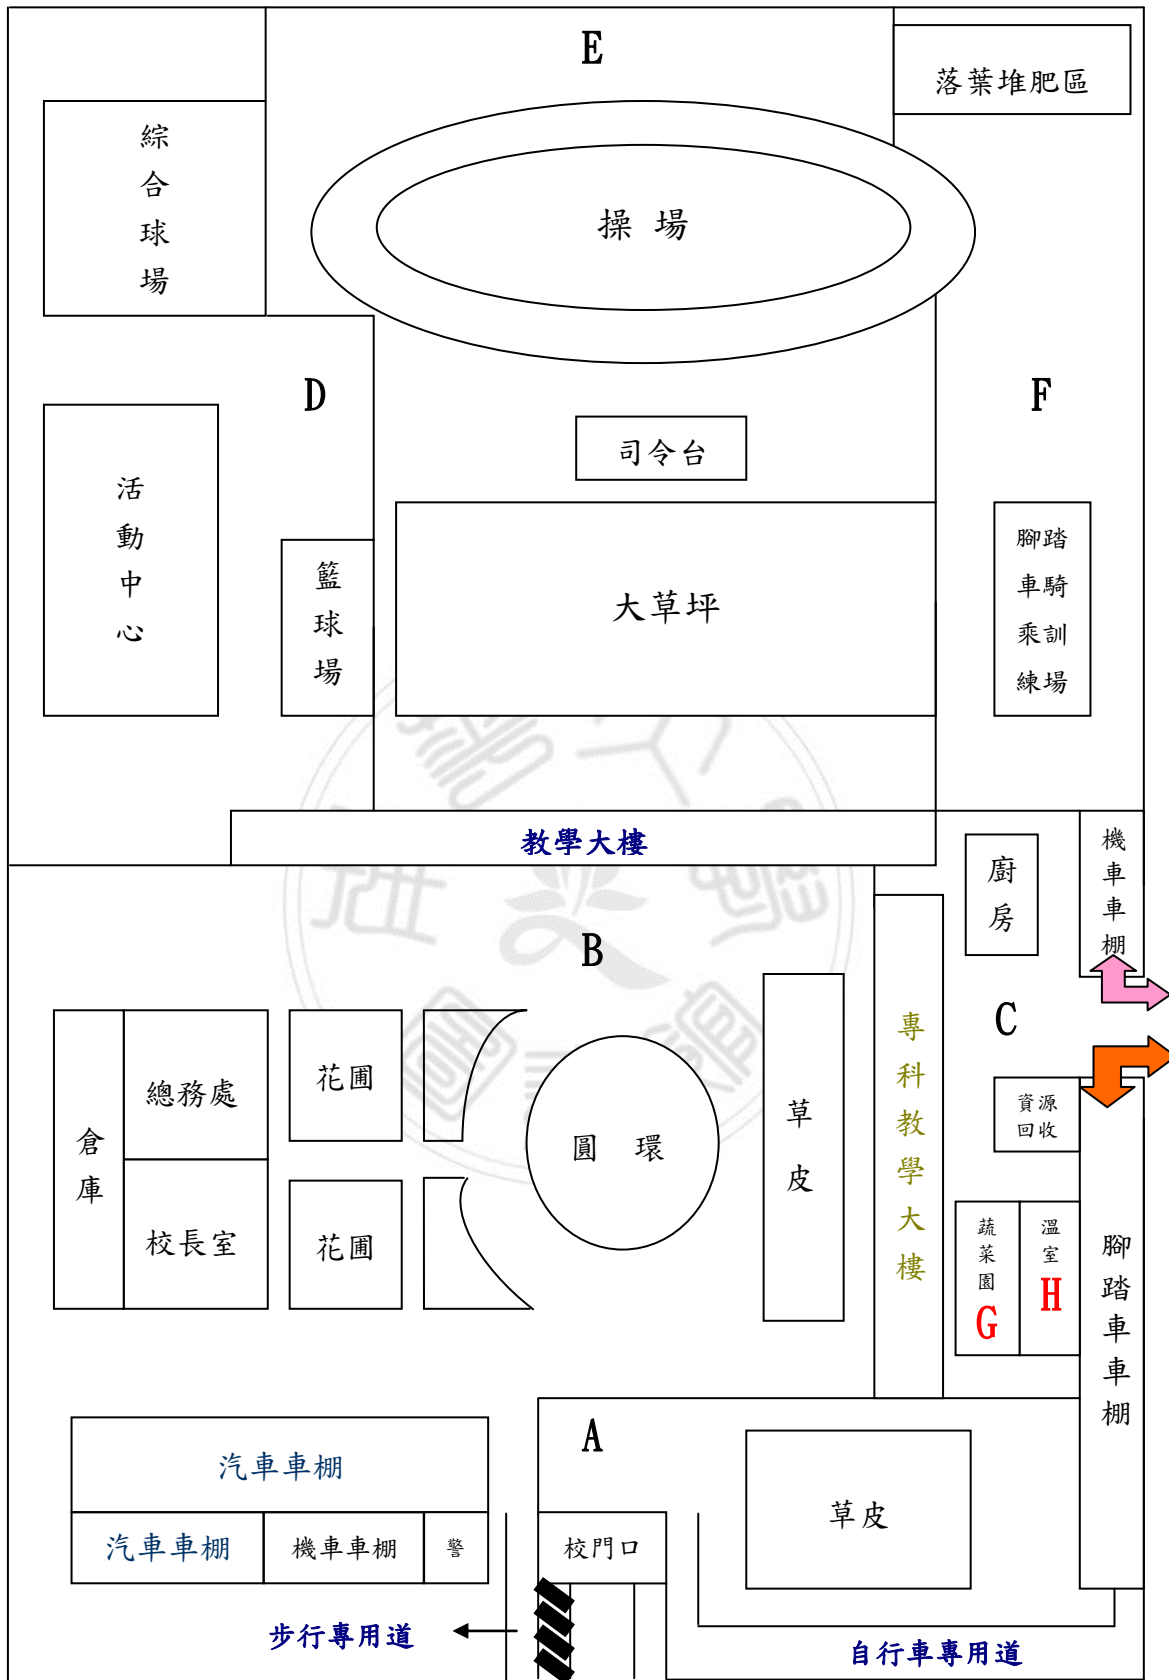 E
落葉堆肥區
綜
合
球
場
操 場
D
F
司令台
活
動
中
心
籃
球
場
大草坪
腳踏
車騎
乘訓
練場
教學大樓
機
車
車
棚
廚
房
B
C
專
科
教
學
大
樓
總務處
花圃
倉
庫
圓 環
草
皮
資源
回收
校長室
花圃
蔬
菜
園
G
溫
室
H
腳
踏
車
車
棚
A
汽車車棚
草皮
汽車車棚
機車車棚
警
校門口
步行專用道
自行車專用道